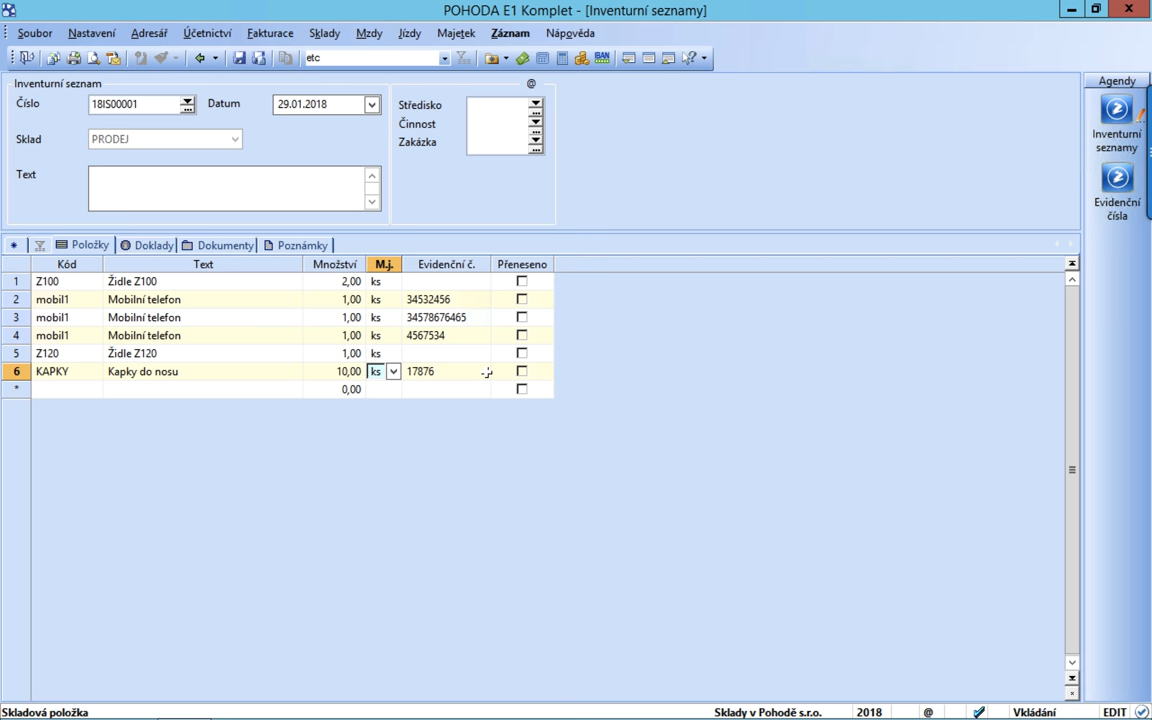 POHODA E1 Komplet - [Inventurní seznamy]
Soubor Nastavení Adresář Účetnictví Fakturace Sklady Mzdy Jízdy Majetek Záznam Nápověda
etc
BAN
Inventurní seznam @
Číslo 18IS00001 Datum 29.01.2018
Sklad PRODEJ
Text
Středisko
Činnost
Zakázka
Agendy
Inventurní
seznamy
Evidenční
čísla
Položky Doklady Dokumenty Poznámky
Kód Text Množství M.j. Evidenční č. Přeneseno
1 Z100 Židle Z100 2,00 ks
2 mobil1 Mobilní telefon 1,00 ks 34532456
3 mobil1 Mobilní telefon 1,00 ks 34578676465
4 mobil1 Mobilní telefon 1,00 ks 4567534
5 Z120 Židle Z120 1,00 ks
6 KAPKY Kapky do nosu 10,00 ks 17876
* 0,00
Skladová položka Sklady v Pohodě s.r.o. 2018 @ Vkládání EDIT